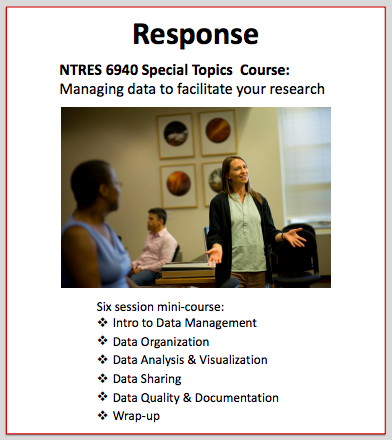 Response
NTRES 6940 Special Topics  Course:
Managing data to facilitate your research
Six session mini-course:
❖ Intro to Data Management
❖ Data Organization
❖ Data Analysis & Visualization
❖ Data Sharing
❖ Data Quality & Documentation
❖ Wrap-up